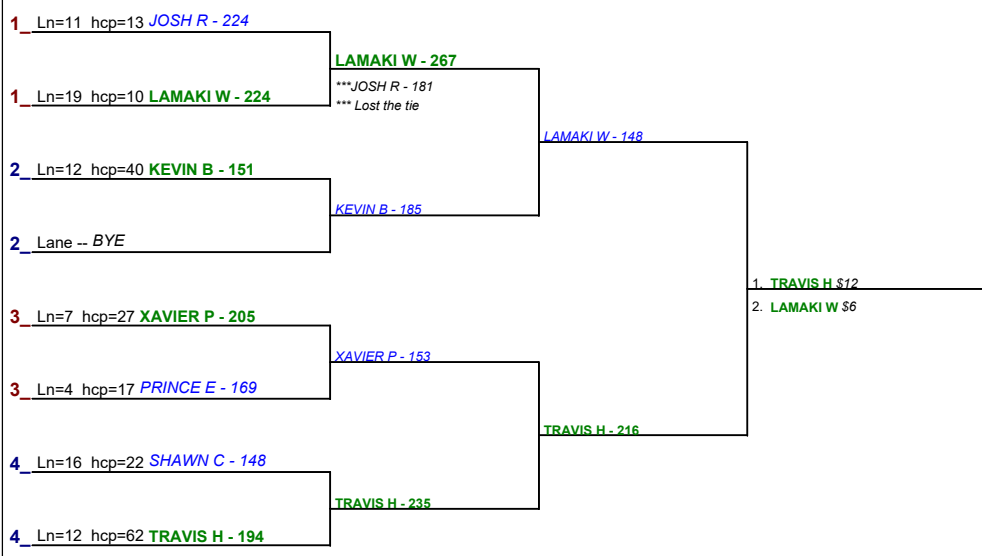 1_ Ln=11 hcp=13 JOSH R - 224
LAMAKI W - 267
***JOSH R - 181
1_ Ln=19 hcp=10 LAMAKI W - 224
*** Lost the tie
LAMAKI W - 148
2_ Ln=12 hcp=40 KEVIN B - 151
KEVIN B - 185
2_ Lane -- BYE
1. TRAVIS H $12
2. LAMAKI W $6
3_ Ln=7 hcp=27 XAVIER P - 205
XAVIER P - 153
3_ Ln=4 hcp=17 PRINCE E - 169
TRAVIS H - 216
4_ Ln=16 hcp=22 SHAWN C - 148
TRAVIS H - 235
4_ Ln=12 hcp=62 TRAVIS H - 194